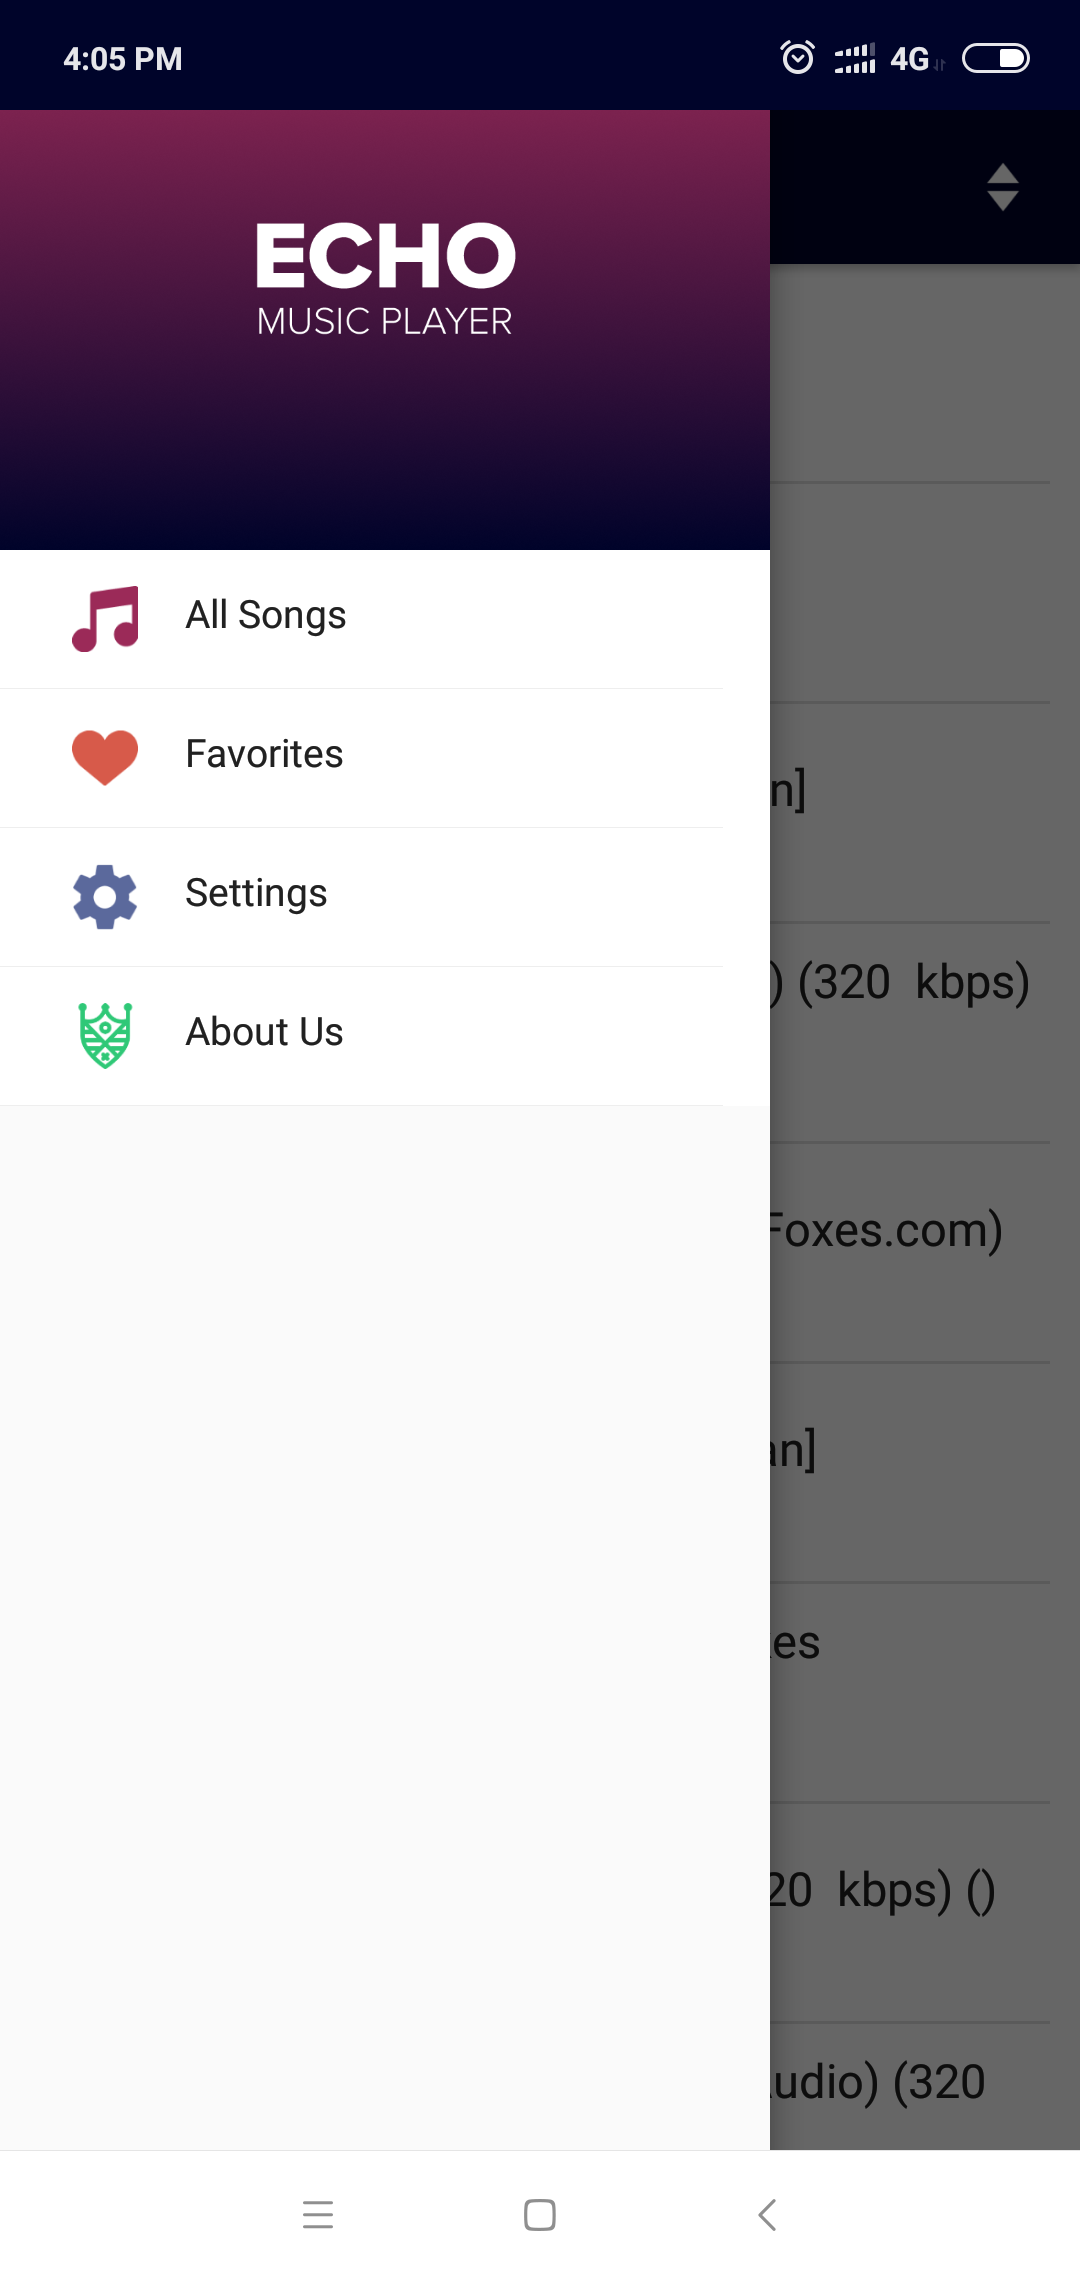 4:05 PM
4G
ECHO
MUSIC PLAYER
All Songs
Favorites
n]
Settings
) (320 kbps)
About Us
Foxes.com)
an]
es
20 kbps) ()
udio) (320